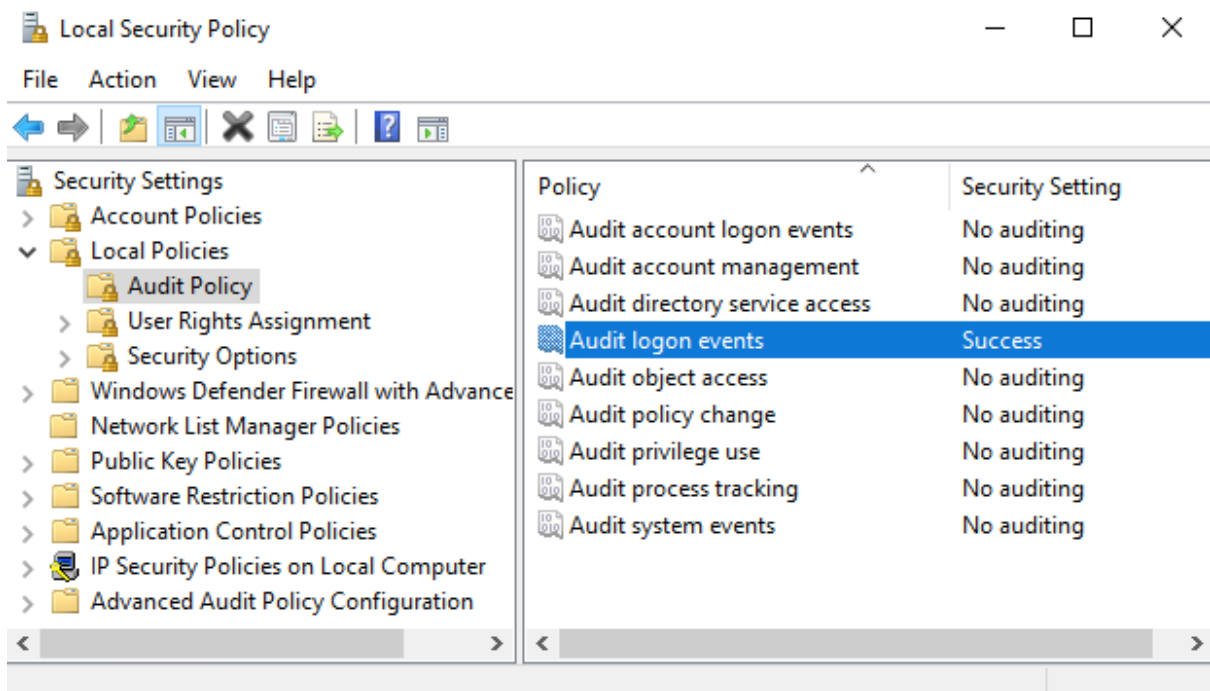 Local Security Policy
File Action View Help
Security Settings
Account Policies
Local Policies
Audit Policy
User Rights Assignment
Security Options
Windows Defender Firewall with Advance
Network List Manager Policies
Public Key Policies
Software Restriction Policies
Application Control Policies
IP Security Policies on Local Computer
Advanced Audit Policy Configuration
Policy Security Setting
Audit account logon events No auditing
Audit account management No auditing
Audit directory service access No auditing
Audit logon events Success
Audit object access No auditing
Audit policy change No auditing
Audit privilege use No auditing
Audit process tracking No auditing
Audit system events No auditing